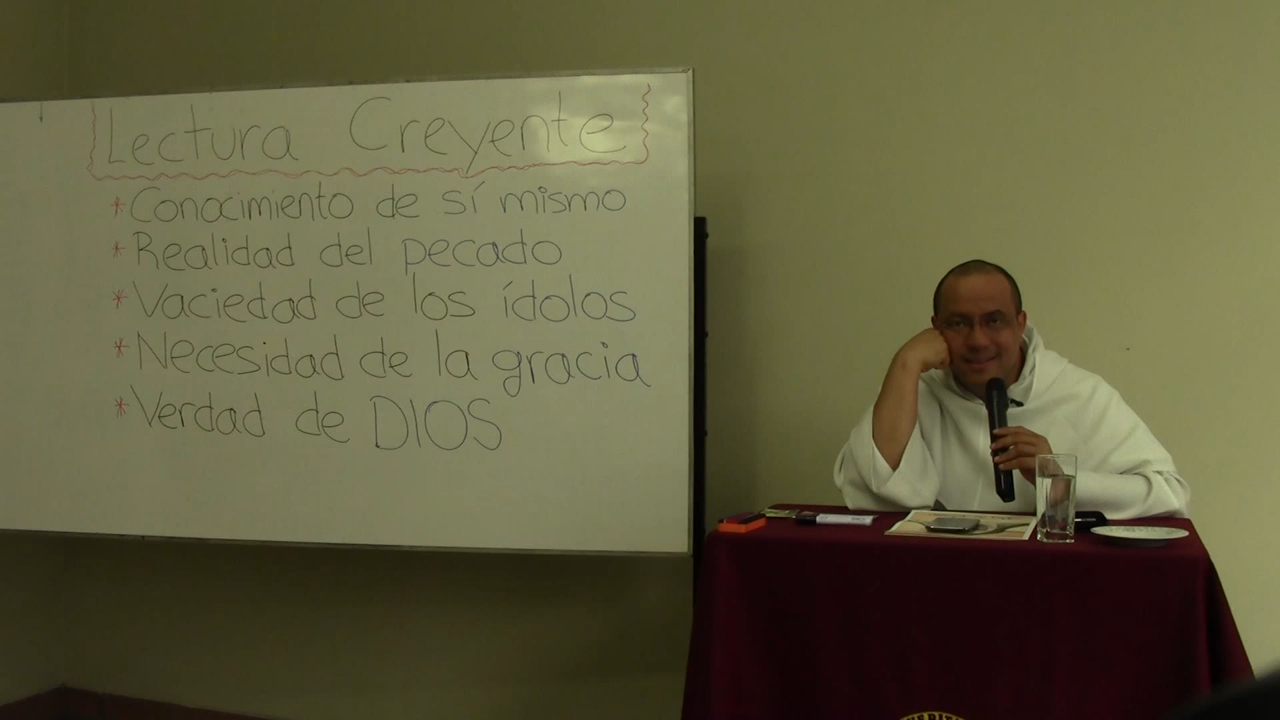 Lectura Creyente
* Conocimiento de sí mismo
* Realidad del pecado
* Vaciedad de los ídolos
* Necesidad de la gracia
* Verdad de DIOS